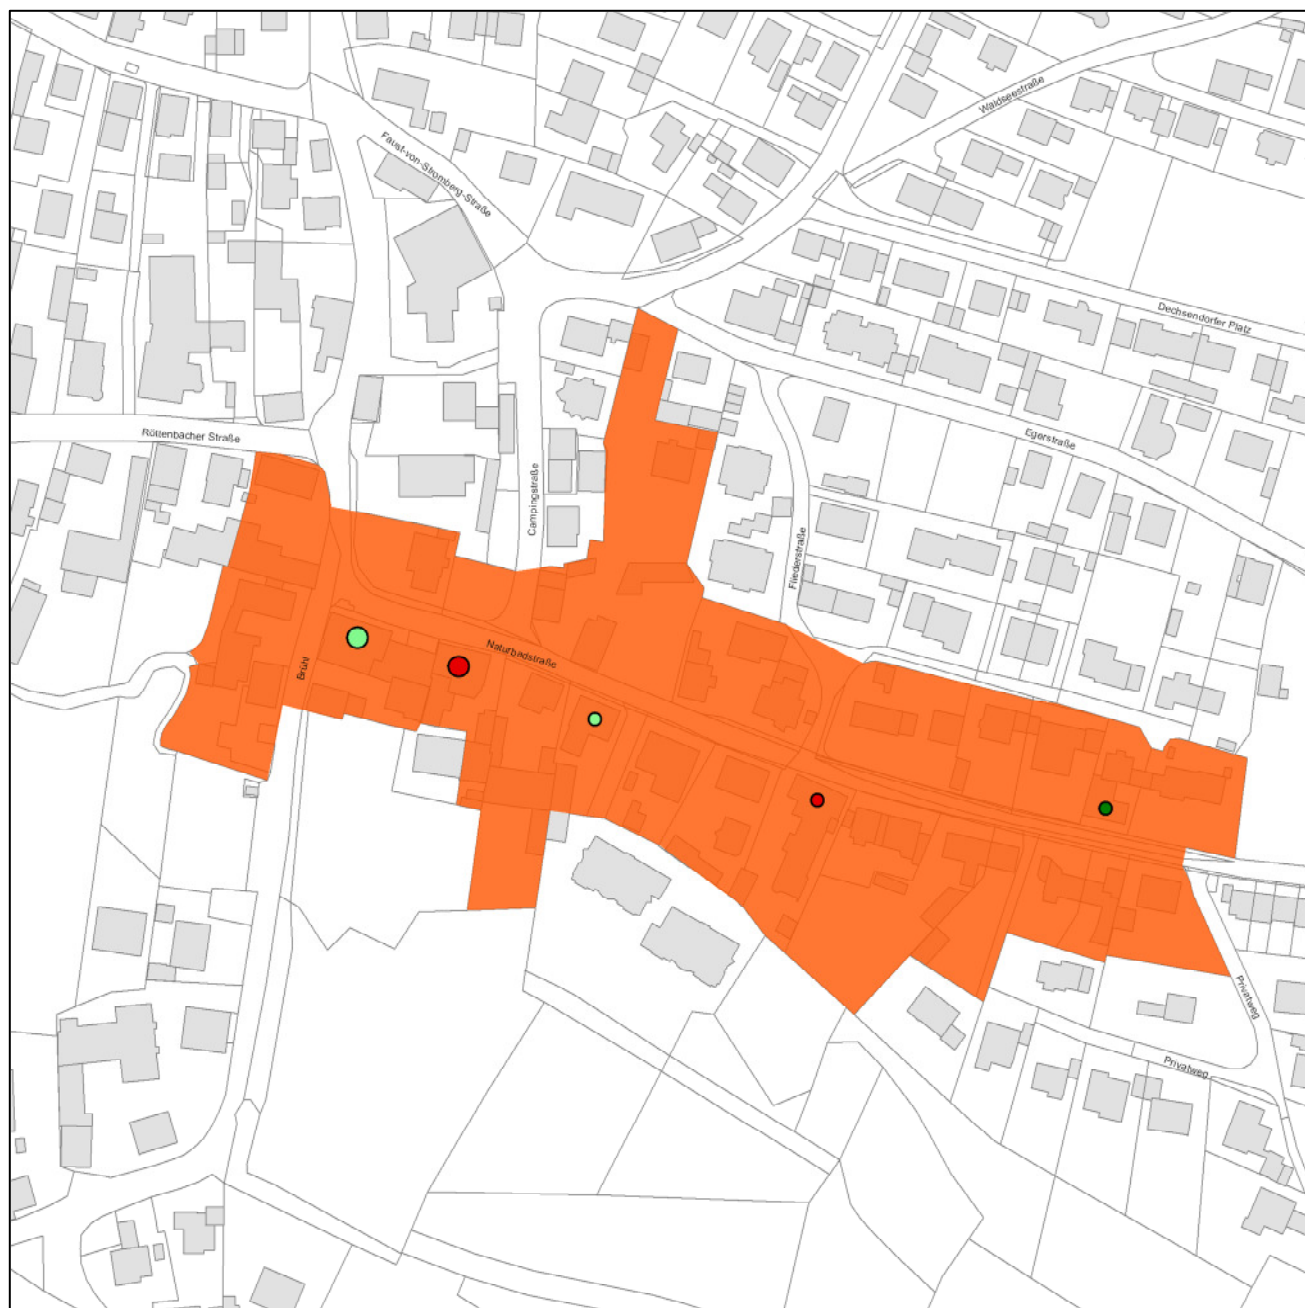 Waldseestraße
Faust-von-Stromberg-Straße
Dechsendorfer Platz
Röttenbacher Straße
Egerstraße
Campingstraße
Fliederstraße
Naturbadstraße
Brühl
Privatweg
Privatweg